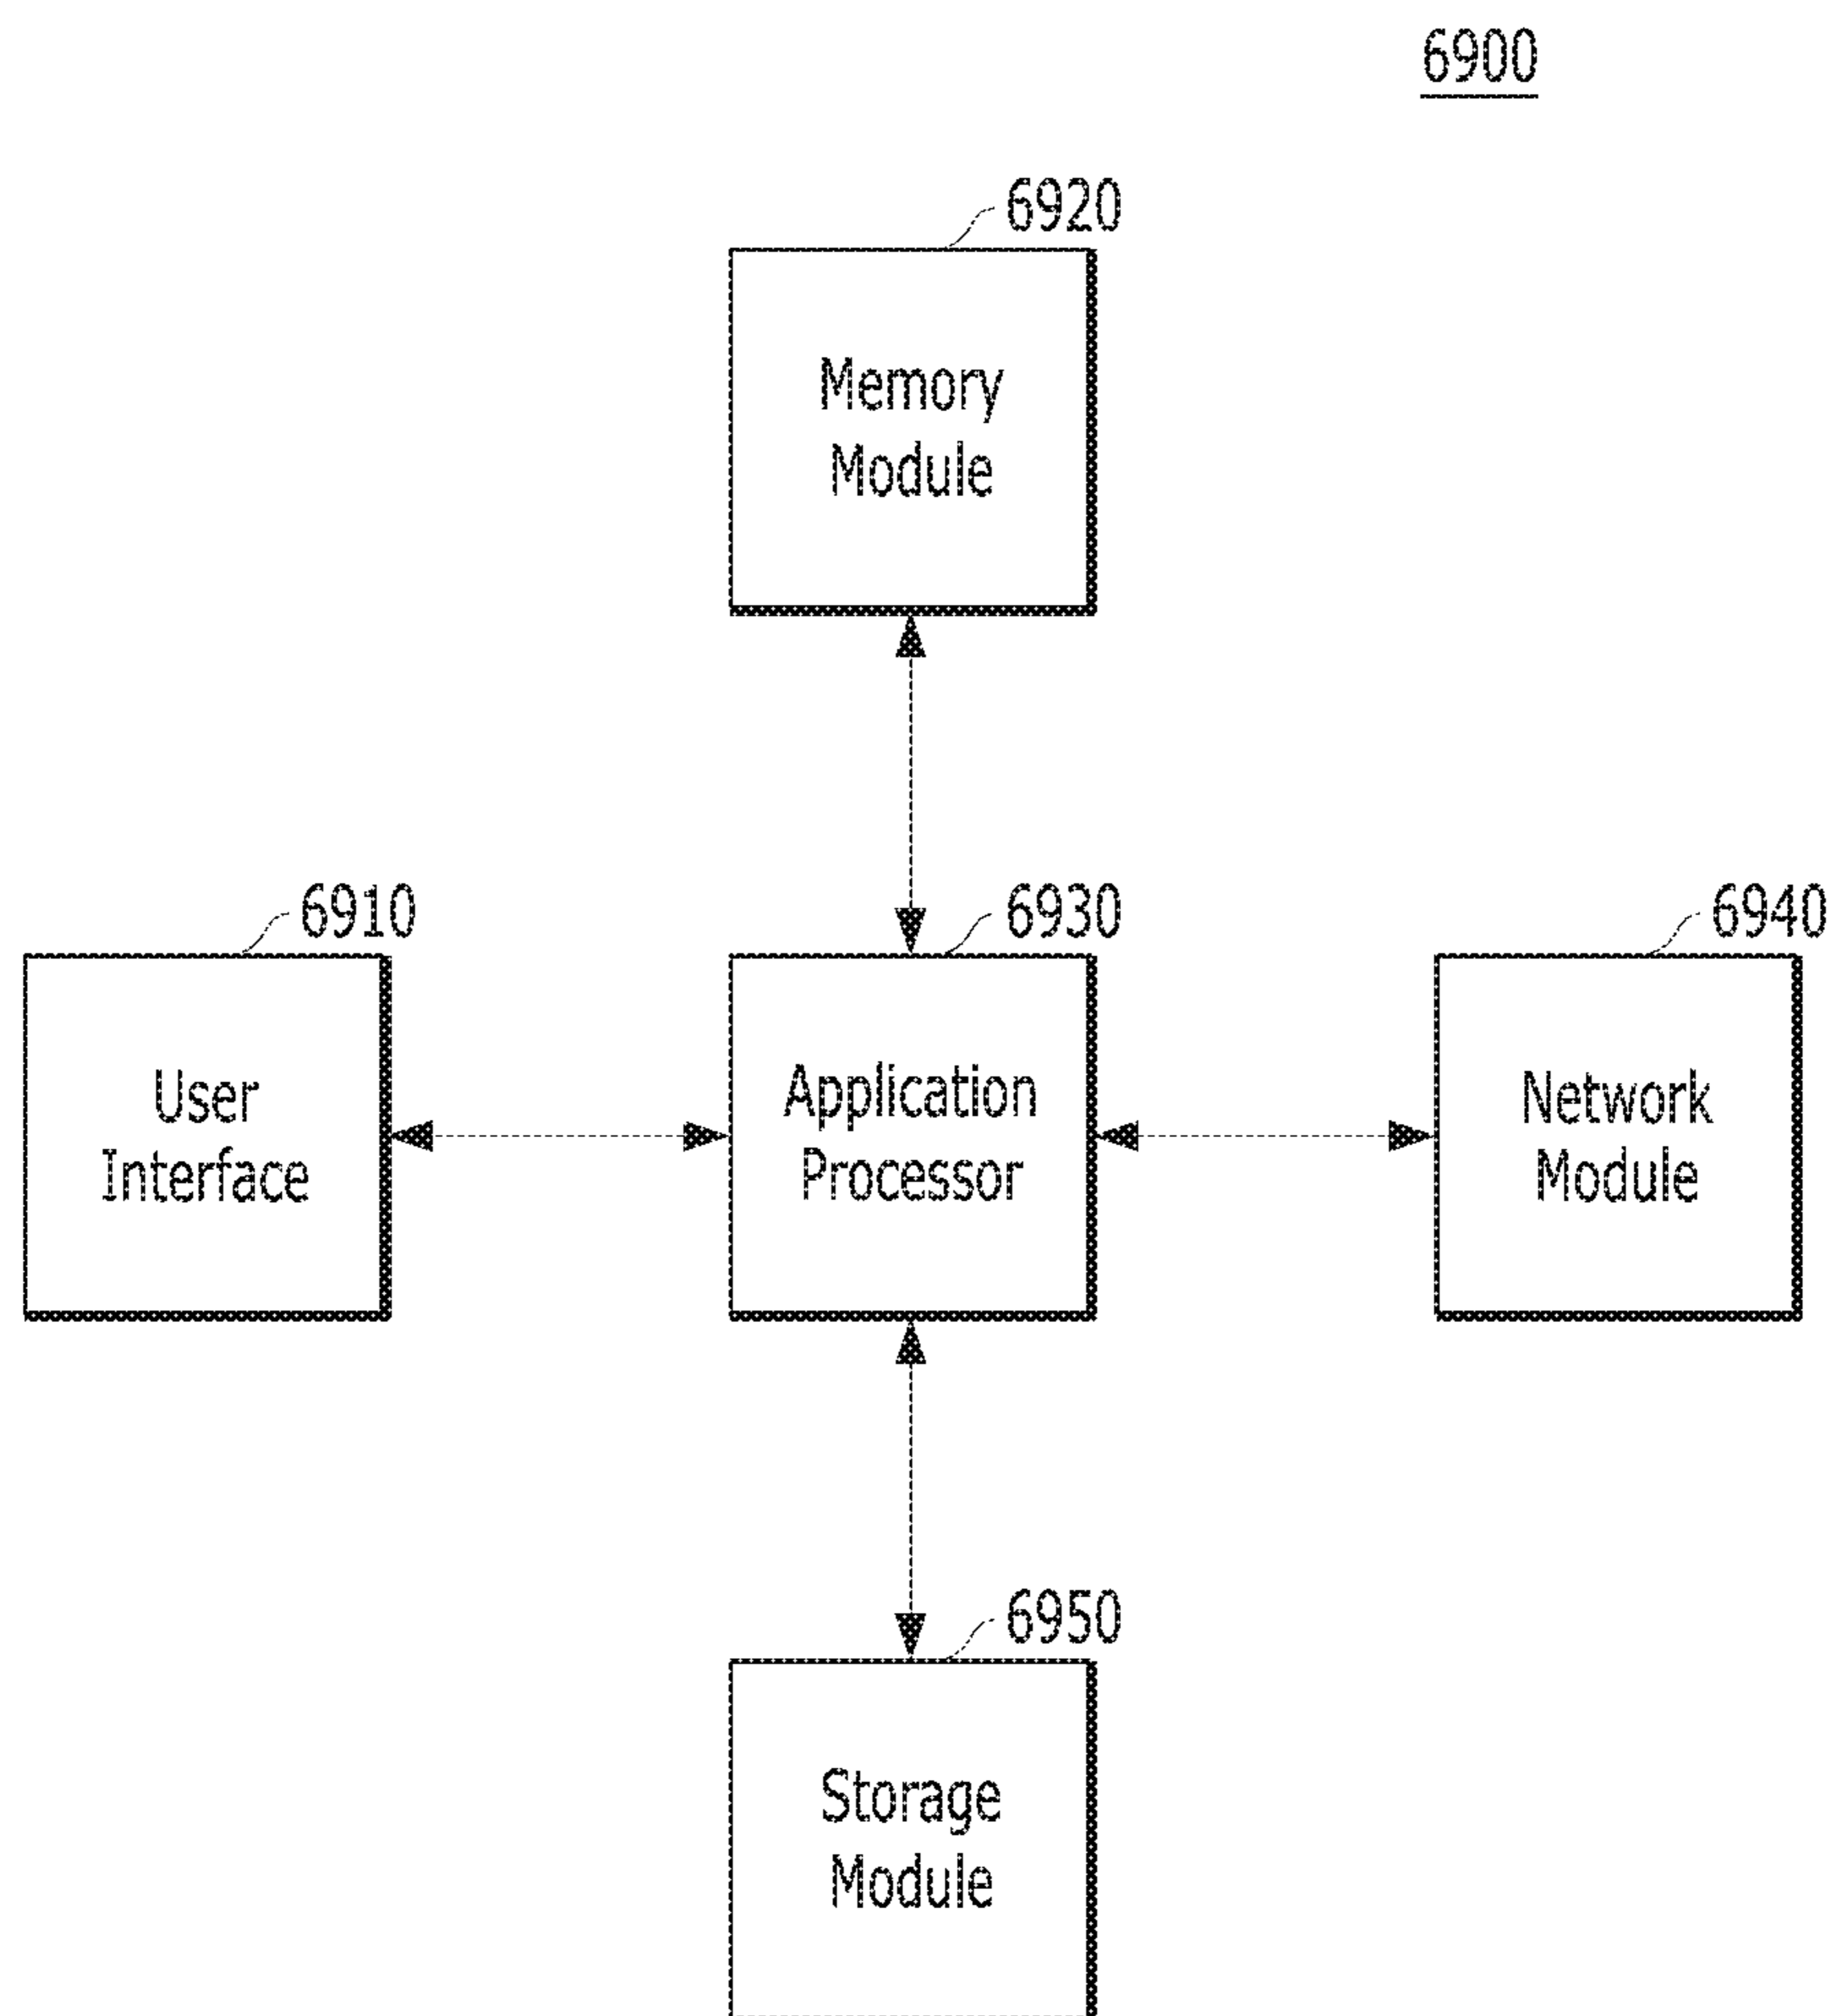 6900
6920
Memory
Module
6910
6930
6940
User
Interface
Application
Processor
Network
Module
6950
Storage
Module